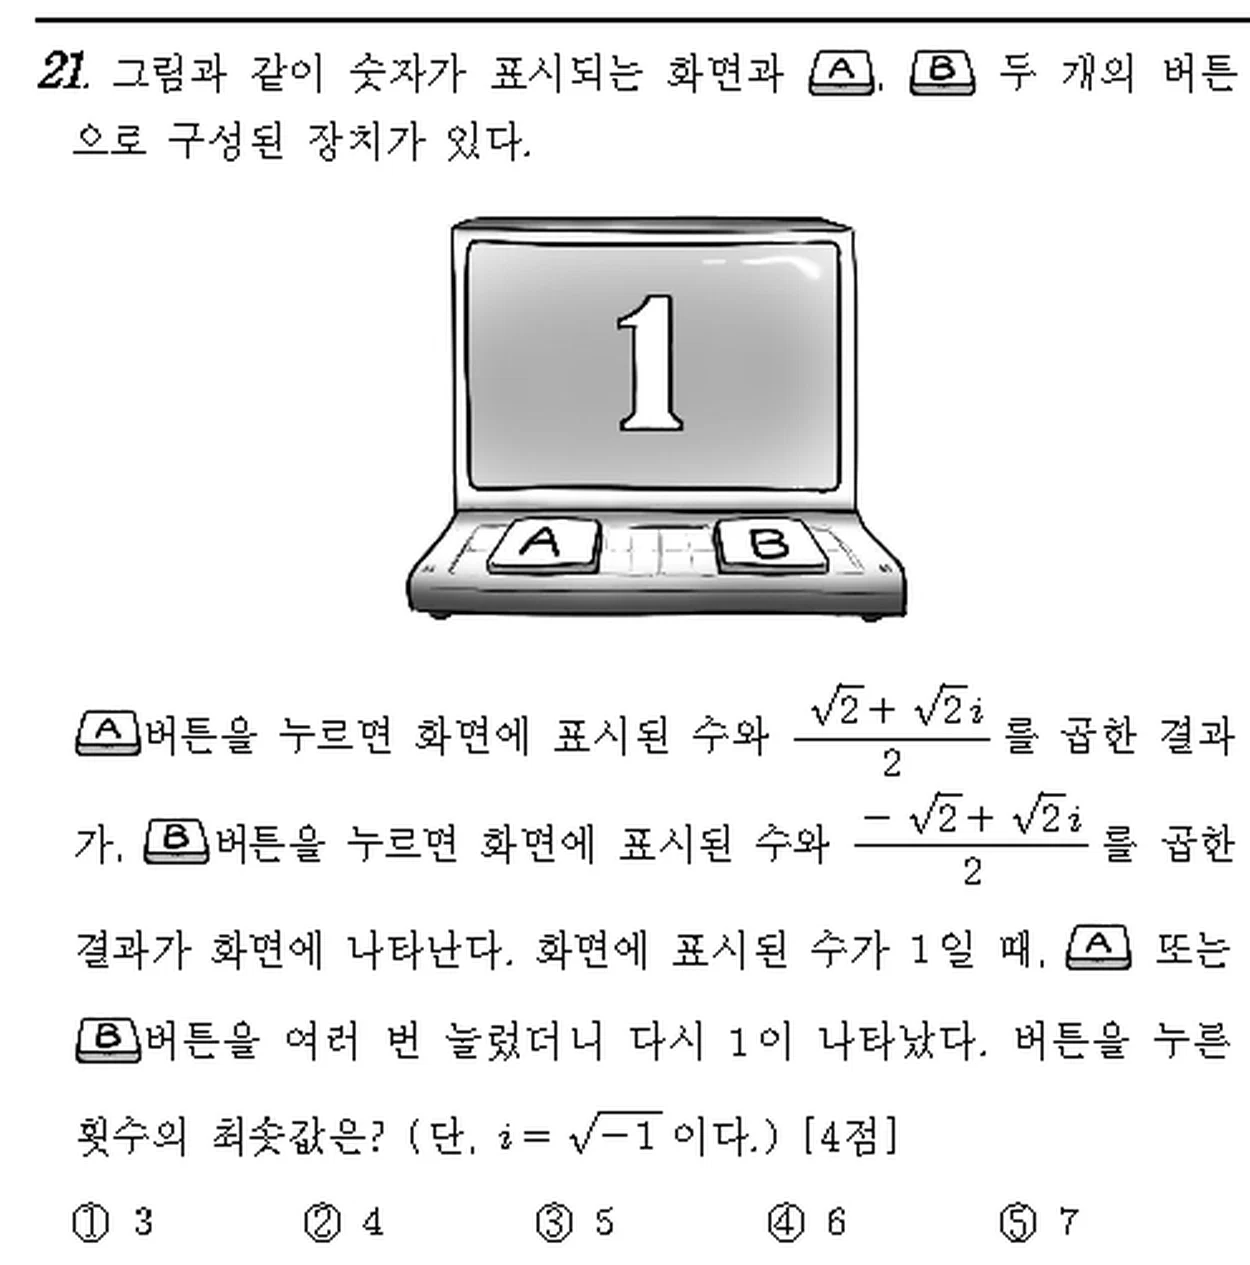 21. 그림과 같이 숫자가 표시되는 화면과 A, B 두 개의 버튼
으로 구성된 장치가 있다.
1
A B
A버튼을 누르면 화면에 표시된 수와 (√2 + √2i)/2 를 곱한 결과
가, B버튼을 누르면 화면에 표시된 수와 (-√2 + √2i)/2 를 곱한
결과가 화면에 나타난다. 화면에 표시된 수가 1일 때, A 또는
B버튼을 여러 번 눌렀더니 다시 1이 나타났다. 버튼을 누른
횟수의 최솟값은? (단, i = √-1 이다.) [4점]
① 3 ② 4 ③ 5 ④ 6 ⑤ 7